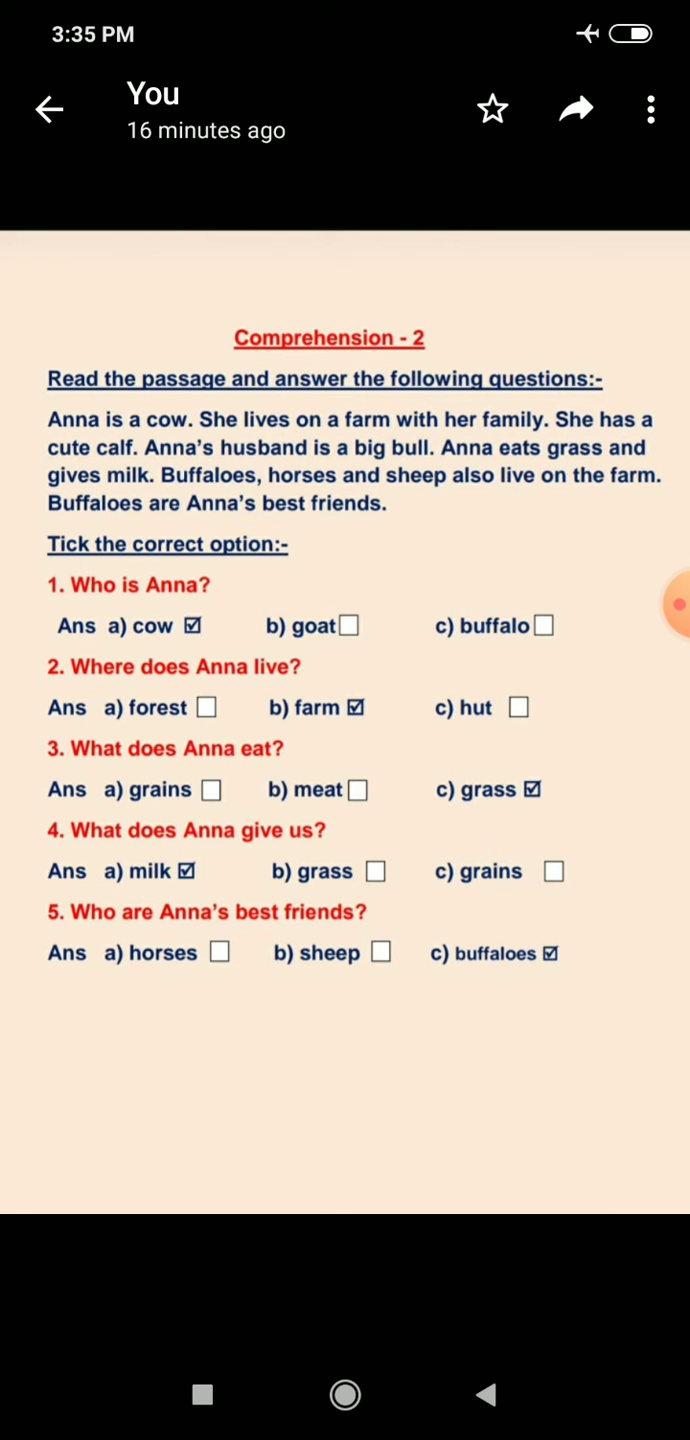 3:35 PM
You
16 minutes ago
Comprehension - 2
Read the passage and answer the following questions:-
Anna is a cow. She lives on a farm with her family. She has a
cute calf. Anna's husband is a big bull. Anna eats grass and
gives milk. Buffaloes, horses and sheep also live on the farm.
Buffaloes are Anna's best friends.
Tick the correct option:-
1. Who is Anna?
Ans a) cow ☑ b) goat ☐ c) buffalo ☐
2. Where does Anna live?
Ans a) forest ☐ b) farm ☑ c) hut ☐
3. What does Anna eat?
Ans a) grains ☐ b) meat ☐ c) grass ☑
4. What does Anna give us?
Ans a) milk ☑ b) grass ☐ c) grains ☐
5. Who are Anna's best friends?
Ans a) horses ☐ b) sheep ☐ c) buffaloes ☑